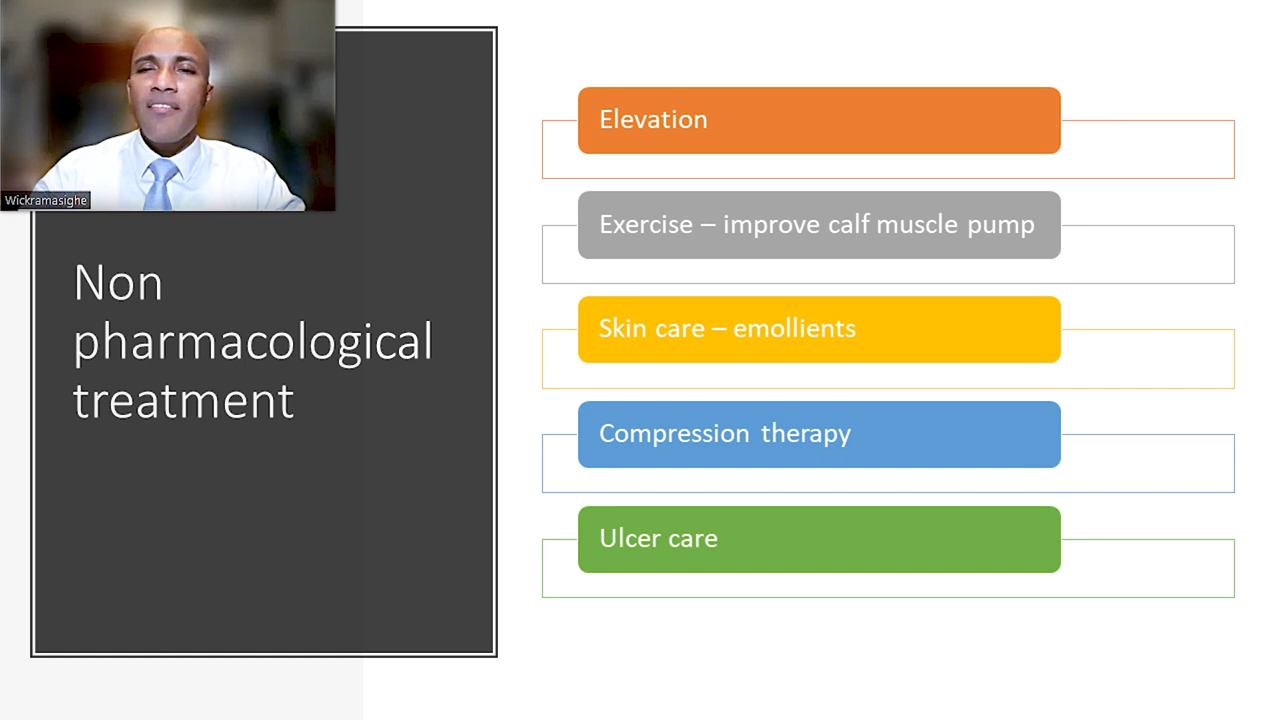 Wickramasighe
Non
pharmacological
treatment
Elevation
Exercise – improve calf muscle pump
Skin care – emollients
Compression therapy
Ulcer care